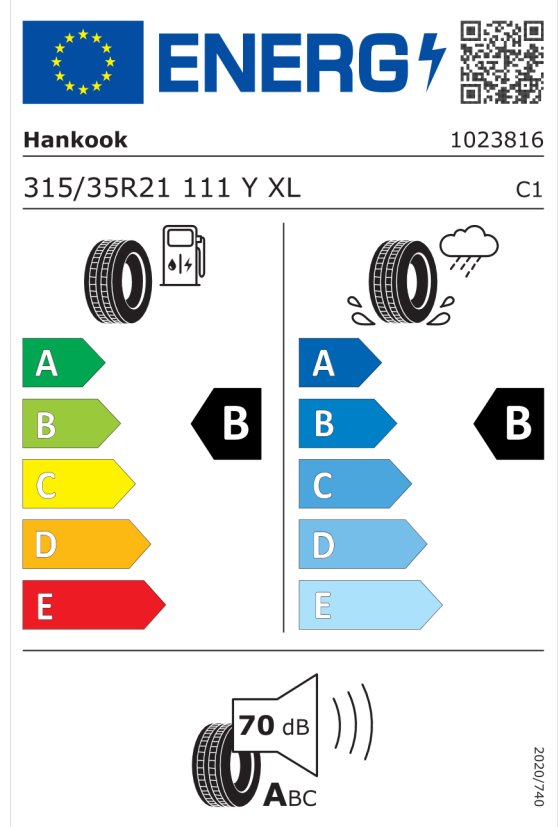 ENERG
Hankook 1023816
315/35R21 111 Y XL C1
A A
B B B B
C C
D D
E E
70 dB
ABC
2020/740